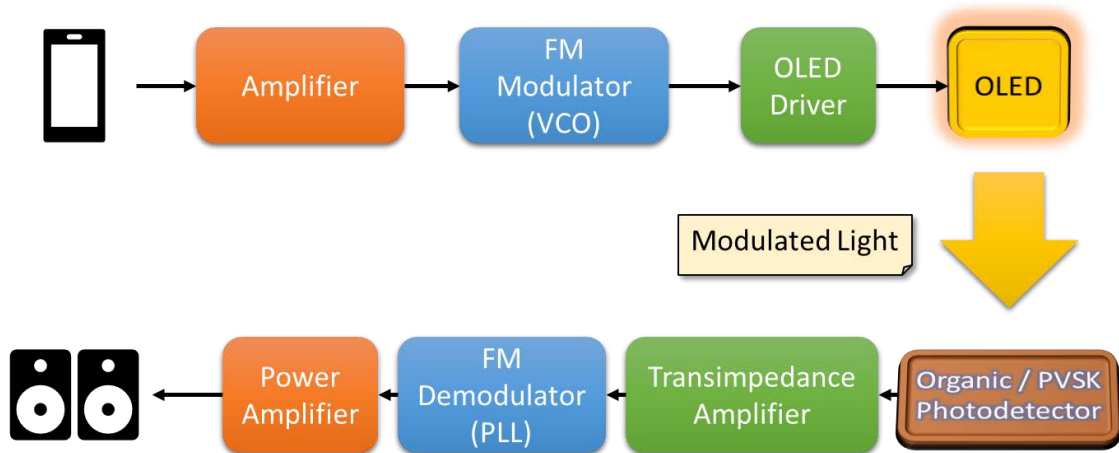 Amplifier
FM
Modulator
(VCO)
OLED
Driver
OLED
Modulated Light
Power
Amplifier
FM
Demodulator
(PLL)
Transimpedance
Amplifier
Organic / PVSK
Photodetector